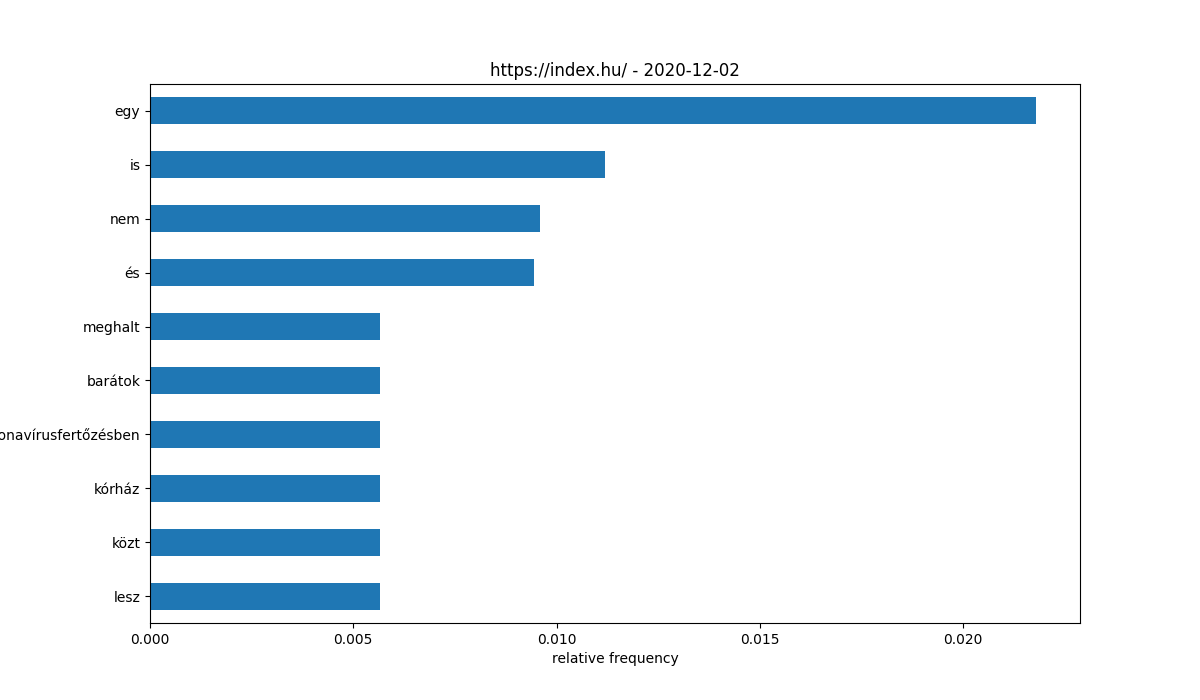 https://index.hu/ - 2020-12-02
egy
is
nem
és
meghalt
barátok
onavírusfertőzésben
kórház
közt
lesz
0.000 0.005 0.010 0.015 0.020
relative frequency